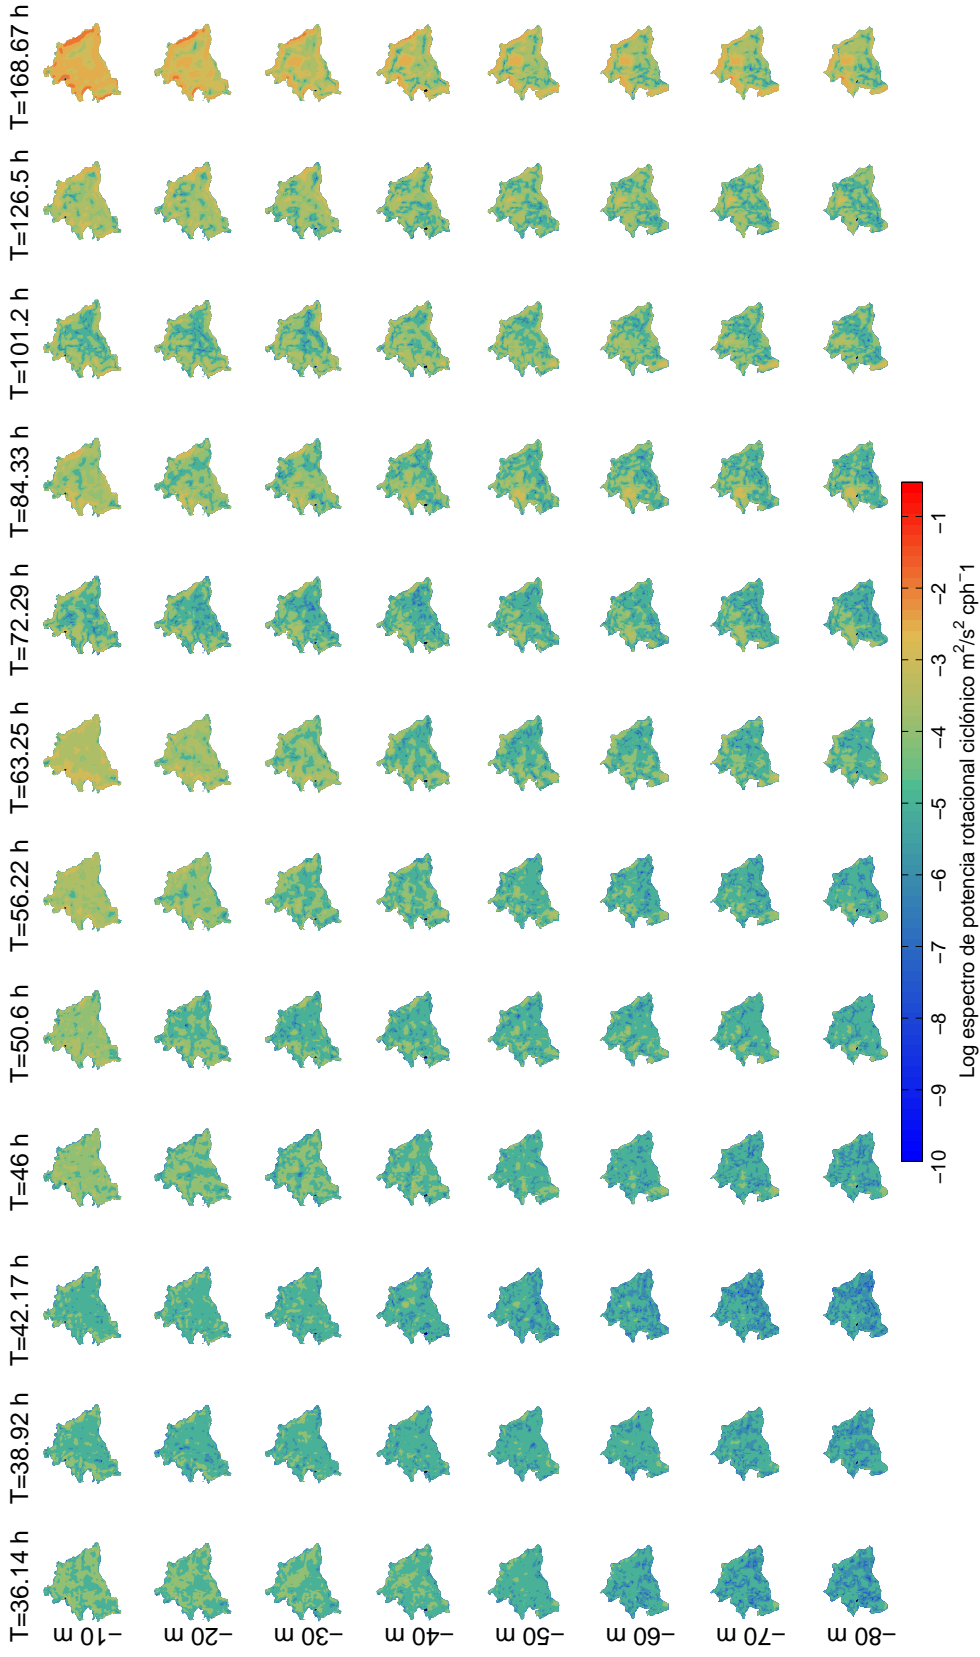 T=36.14 h T=38.92 h T=42.17 h T=46 h T=50.6 h T=56.22 h T=63.25 h T=72.29 h T=84.33 h T=101.2 h T=126.5 h T=168.67 h
−10 m
−20 m
−30 m
−40 m
−50 m
−60 m
−70 m
−80 m
−10 −9 −8 −7 −6 −5 −4 −3 −2 −1
Log espectro de potencia rotacional ciclónico m²/s² cph⁻1